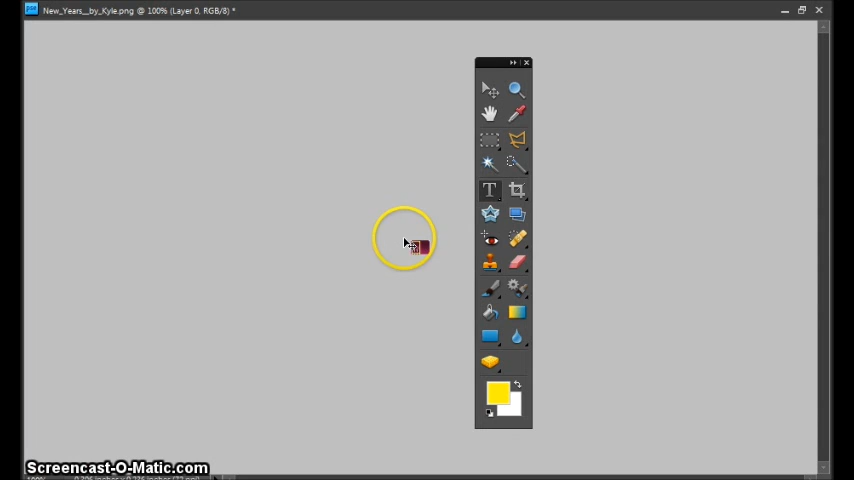 New_Years__by_Kyle.png @ 100% (Layer 0, RGB/8) *
T
Screencast-O-Matic.com